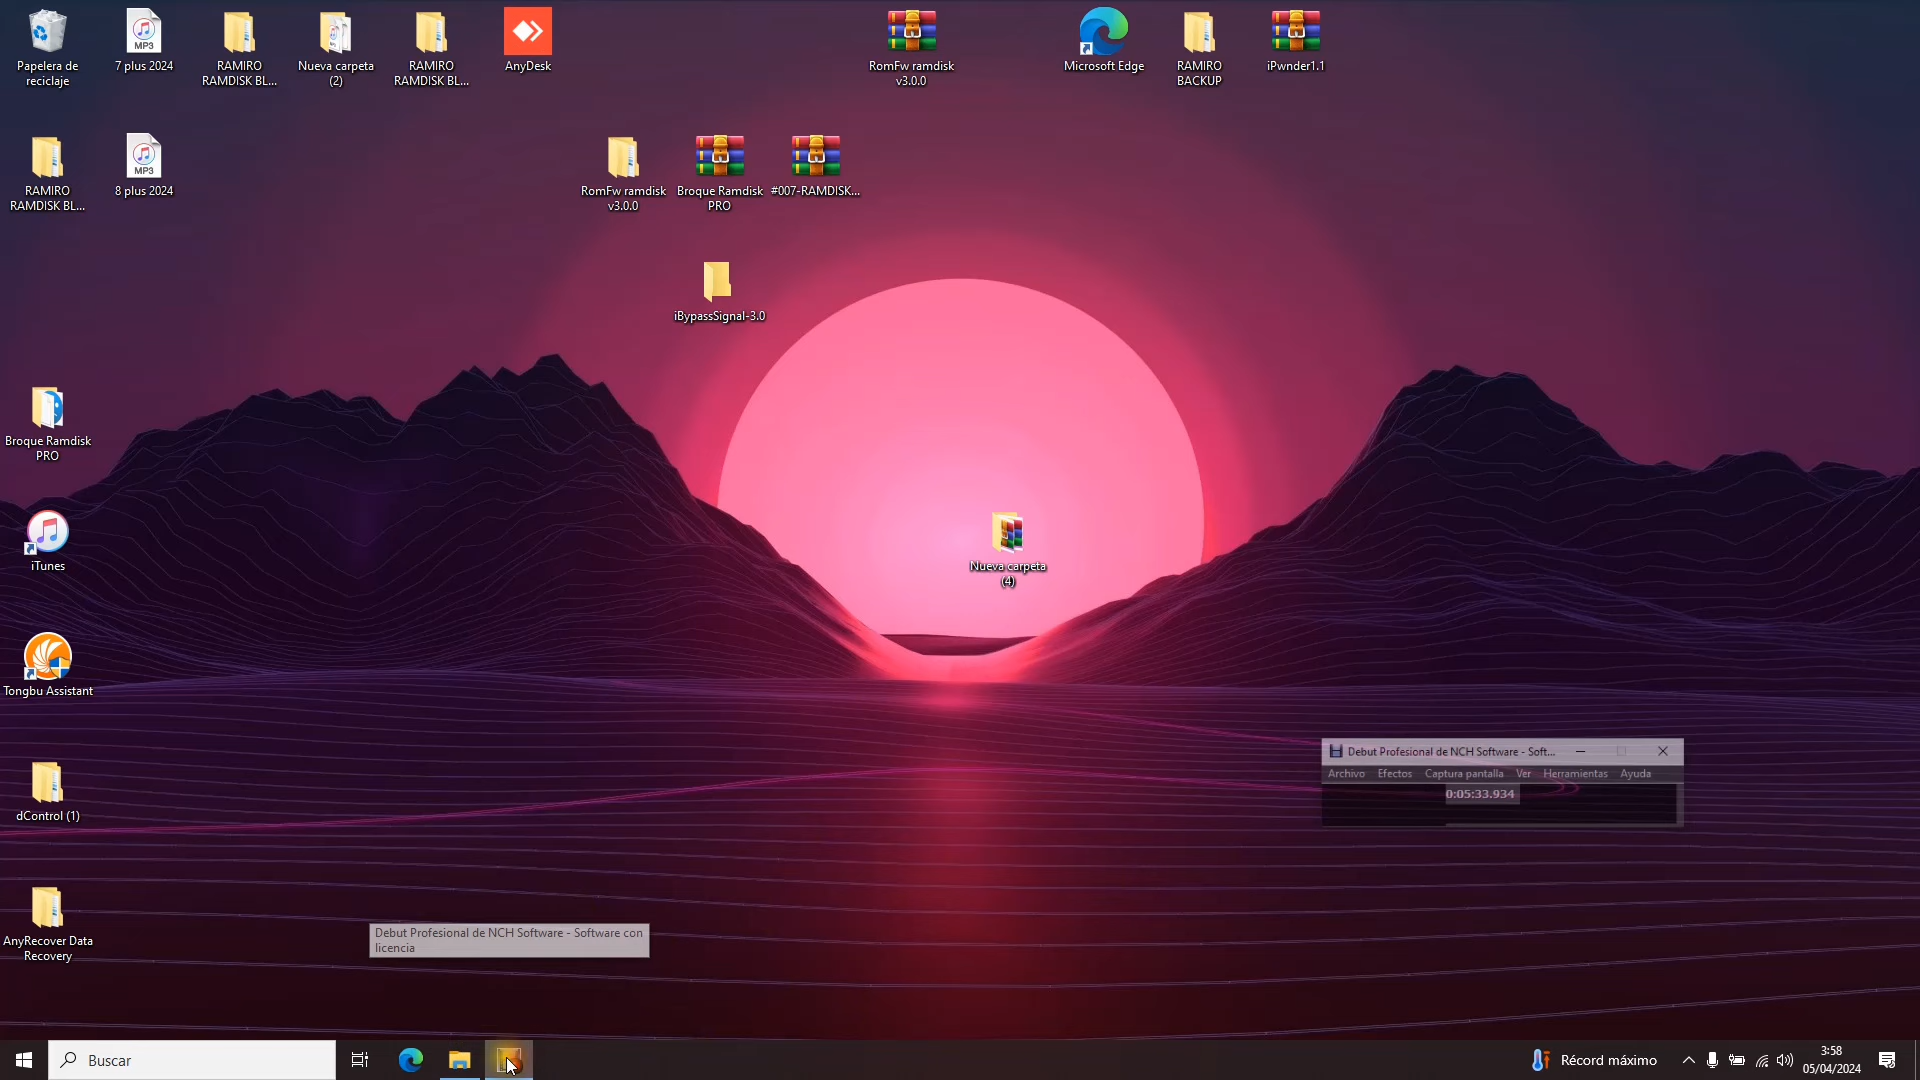 Papelera de
reciclaje
MP3
7 plus 2024
RAMIRO
RAMDISK BL...
Nueva carpeta
(2)
RAMIRO
RAMDISK BL...
AnyDesk
RomFw ramdisk
v3.0.0
Microsoft Edge
RAMIRO
BACKUP
iPwnder1.1
RAMIRO
RAMDISK BL...
MP3
8 plus 2024
RomFw ramdisk
v3.0.0
Broque Ramdisk
PRO
#007-RAMDISK...
iBypassSignal-3.0
Broque Ramdisk
PRO
iTunes
Nueva carpeta
(4)
Tongbu Assistant
Debut Profesional de NCH Software - Soft...
Archivo Efectos Captura pantalla Ver Herramientas Ayuda
0:05:33.934
dControl (1)
AnyRecover Data
Recovery
Debut Profesional de NCH Software - Software con
licencia
Buscar
Récord máximo
3:58
05/04/2024